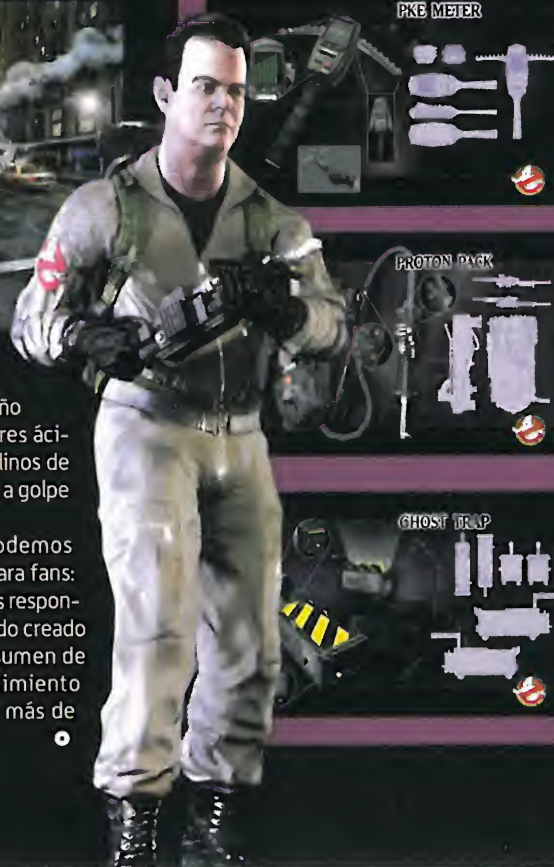 PKE METER
PROTON PACK
GHOST TRAP
ño
res áci-
linos de
a golpe
odemos
ara fans:
s respon-
do creado
sumen de
imiento
más de